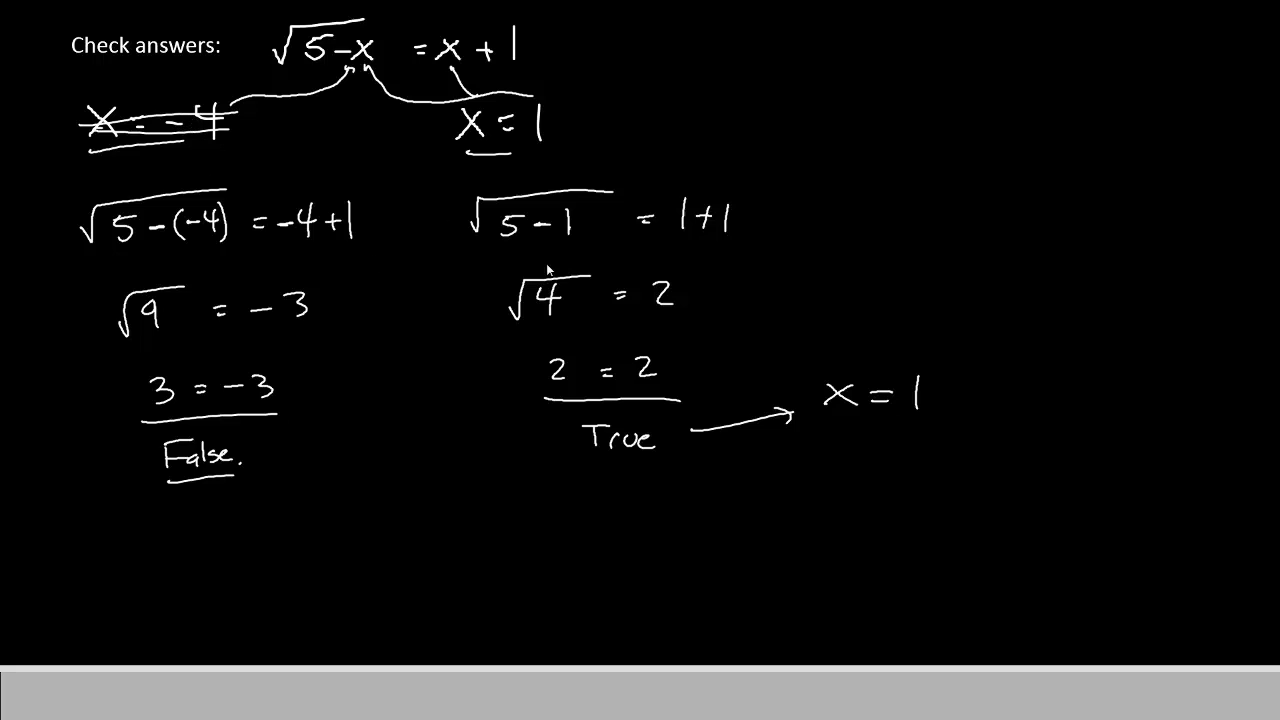 Check answers: √5-x = x + 1
x = -4 x = 1
√5-(-4) = -4+1 √5-1 = 1+1
√9 = -3 √4 = 2
3 = -3 2 = 2
False. True x = 1